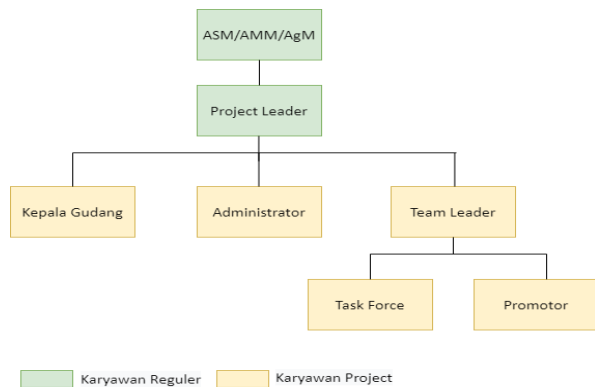 ASM/AMM/AgM
Project Leader
Kepala Gudang
Administrator
Team Leader
Task Force
Promotor
Karyawan Reguler
Karyawan Project